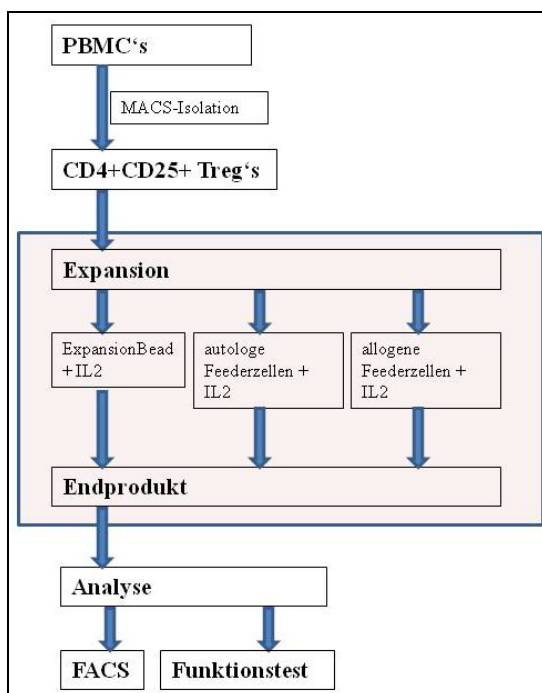 PBMC‘s
MACS-Isolation
CD4+CD25+ Treg‘s
Expansion
ExpansionBead
+ IL2
autologe
Feederzellen +
IL2
allogene
Feederzellen +
IL2
Endprodukt
Analyse
FACS
Funktionstest